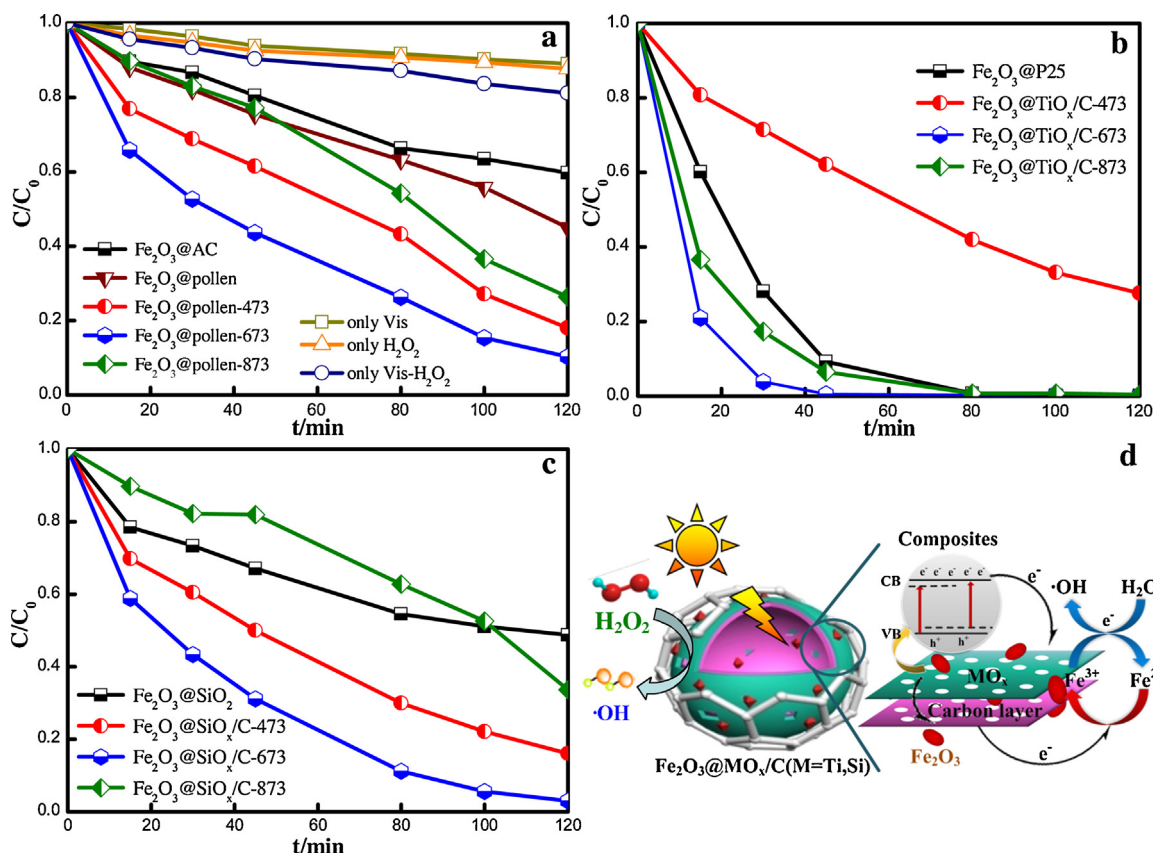 a
1.0
0.8
0.6
0.4
0.2
0.0
C/C₀
Fe₂O₃@AC
Fe₂O₃@pollen
Fe₂O₃@pollen-473
Fe₂O₃@pollen-673
Fe₂O₃@pollen-873
only Vis
only H₂O₂
only Vis-H₂O₂
0 20 40 60 80 100 120
t/min
b
1.0
0.8
0.6
0.4
0.2
0.0
C/C₀
Fe₂O₃@P25
Fe₂O₃@TiOₓ/C-473
Fe₂O₃@TiOₓ/C-673
Fe₂O₃@TiOₓ/C-873
0 20 40 60 80 100 120
t/min
c
1.0
0.8
0.6
0.4
0.2
0.0
C/C₀
Fe₂O₃@SiO₂
Fe₂O₃@SiOₓ/C-473
Fe₂O₃@SiOₓ/C-673
Fe₂O₃@SiOₓ/C-873
0 20 40 60 80 100 120
t/min
d
H₂O₂
·OH
Fe₂O₃@MOₓ/C(M=Ti,Si)
Composites
e⁻ e⁻ e⁻ e⁻ e⁻
CB
VB
h⁺ h⁺
e⁻
·OH
H₂O
e⁻
MOₓ
Fe³⁺
Fe²
Carbon layer
Fe₂O₃
e⁻